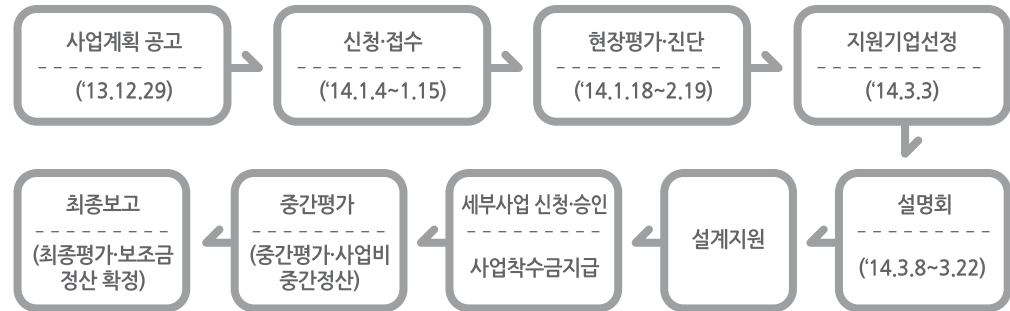 사업계획 공고
(‘13.12.29)
신청·접수
(‘14.1.4~1.15)
현장평가·진단
(‘14.1.18~2.19)
지원기업선정
(‘14.3.3)
설명회
(‘14.3.8~3.22)
설계지원
세부사업 신청·승인
사업착수금지급
중간평가
(중간평가·사업비
중간정산)
최종보고
(최종평가·보조금
정산 확정)